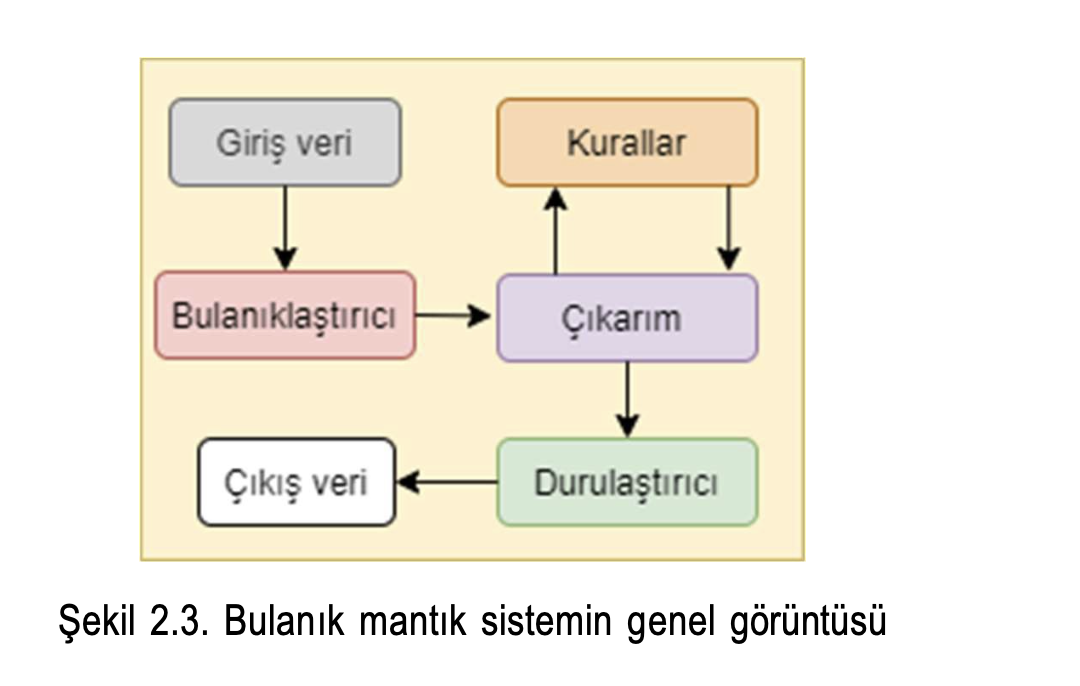 Giriş veri
Kurallar
Bulanıklaştırıcı
Çıkarım
Çıkış veri
Durulaştırıcı
Şekil 2.3. Bulanık mantık sistemin genel görüntüsü